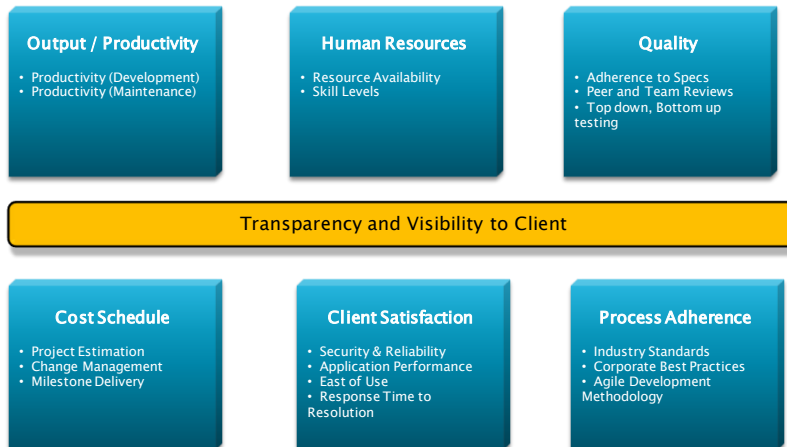 Output / Productivity
• Productivity (Development)
• Productivity (Maintenance)
Human Resources
• Resource Availability
• Skill Levels
Quality
• Adherence to Specs
• Peer and Team Reviews
• Top down, Bottom up
testing
Transparency and Visibility to Client
Cost Schedule
• Project Estimation
• Change Management
• Milestone Delivery
Client Satisfaction
• Security & Reliability
• Application Performance
• East of Use
• Response Time to
Resolution
Process Adherence
• Industry Standards
• Corporate Best Practices
• Agile Development
Methodology